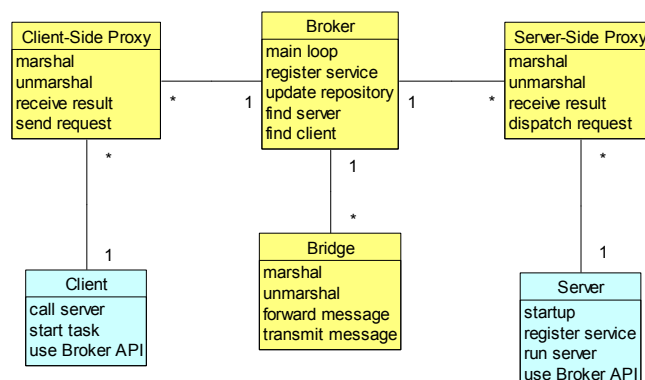 Client-Side Proxy
marshal
unmarshal
receive result
send request
Broker
main loop
register service
update repository
find server
find client
Server-Side Proxy
marshal
unmarshal
receive result
dispatch request
*
1
1
*
*
1
*
1
*
1
Client
call server
start task
use Broker API
Bridge
marshal
unmarshal
forward message
transmit message
Server
startup
register service
run server
use Broker API